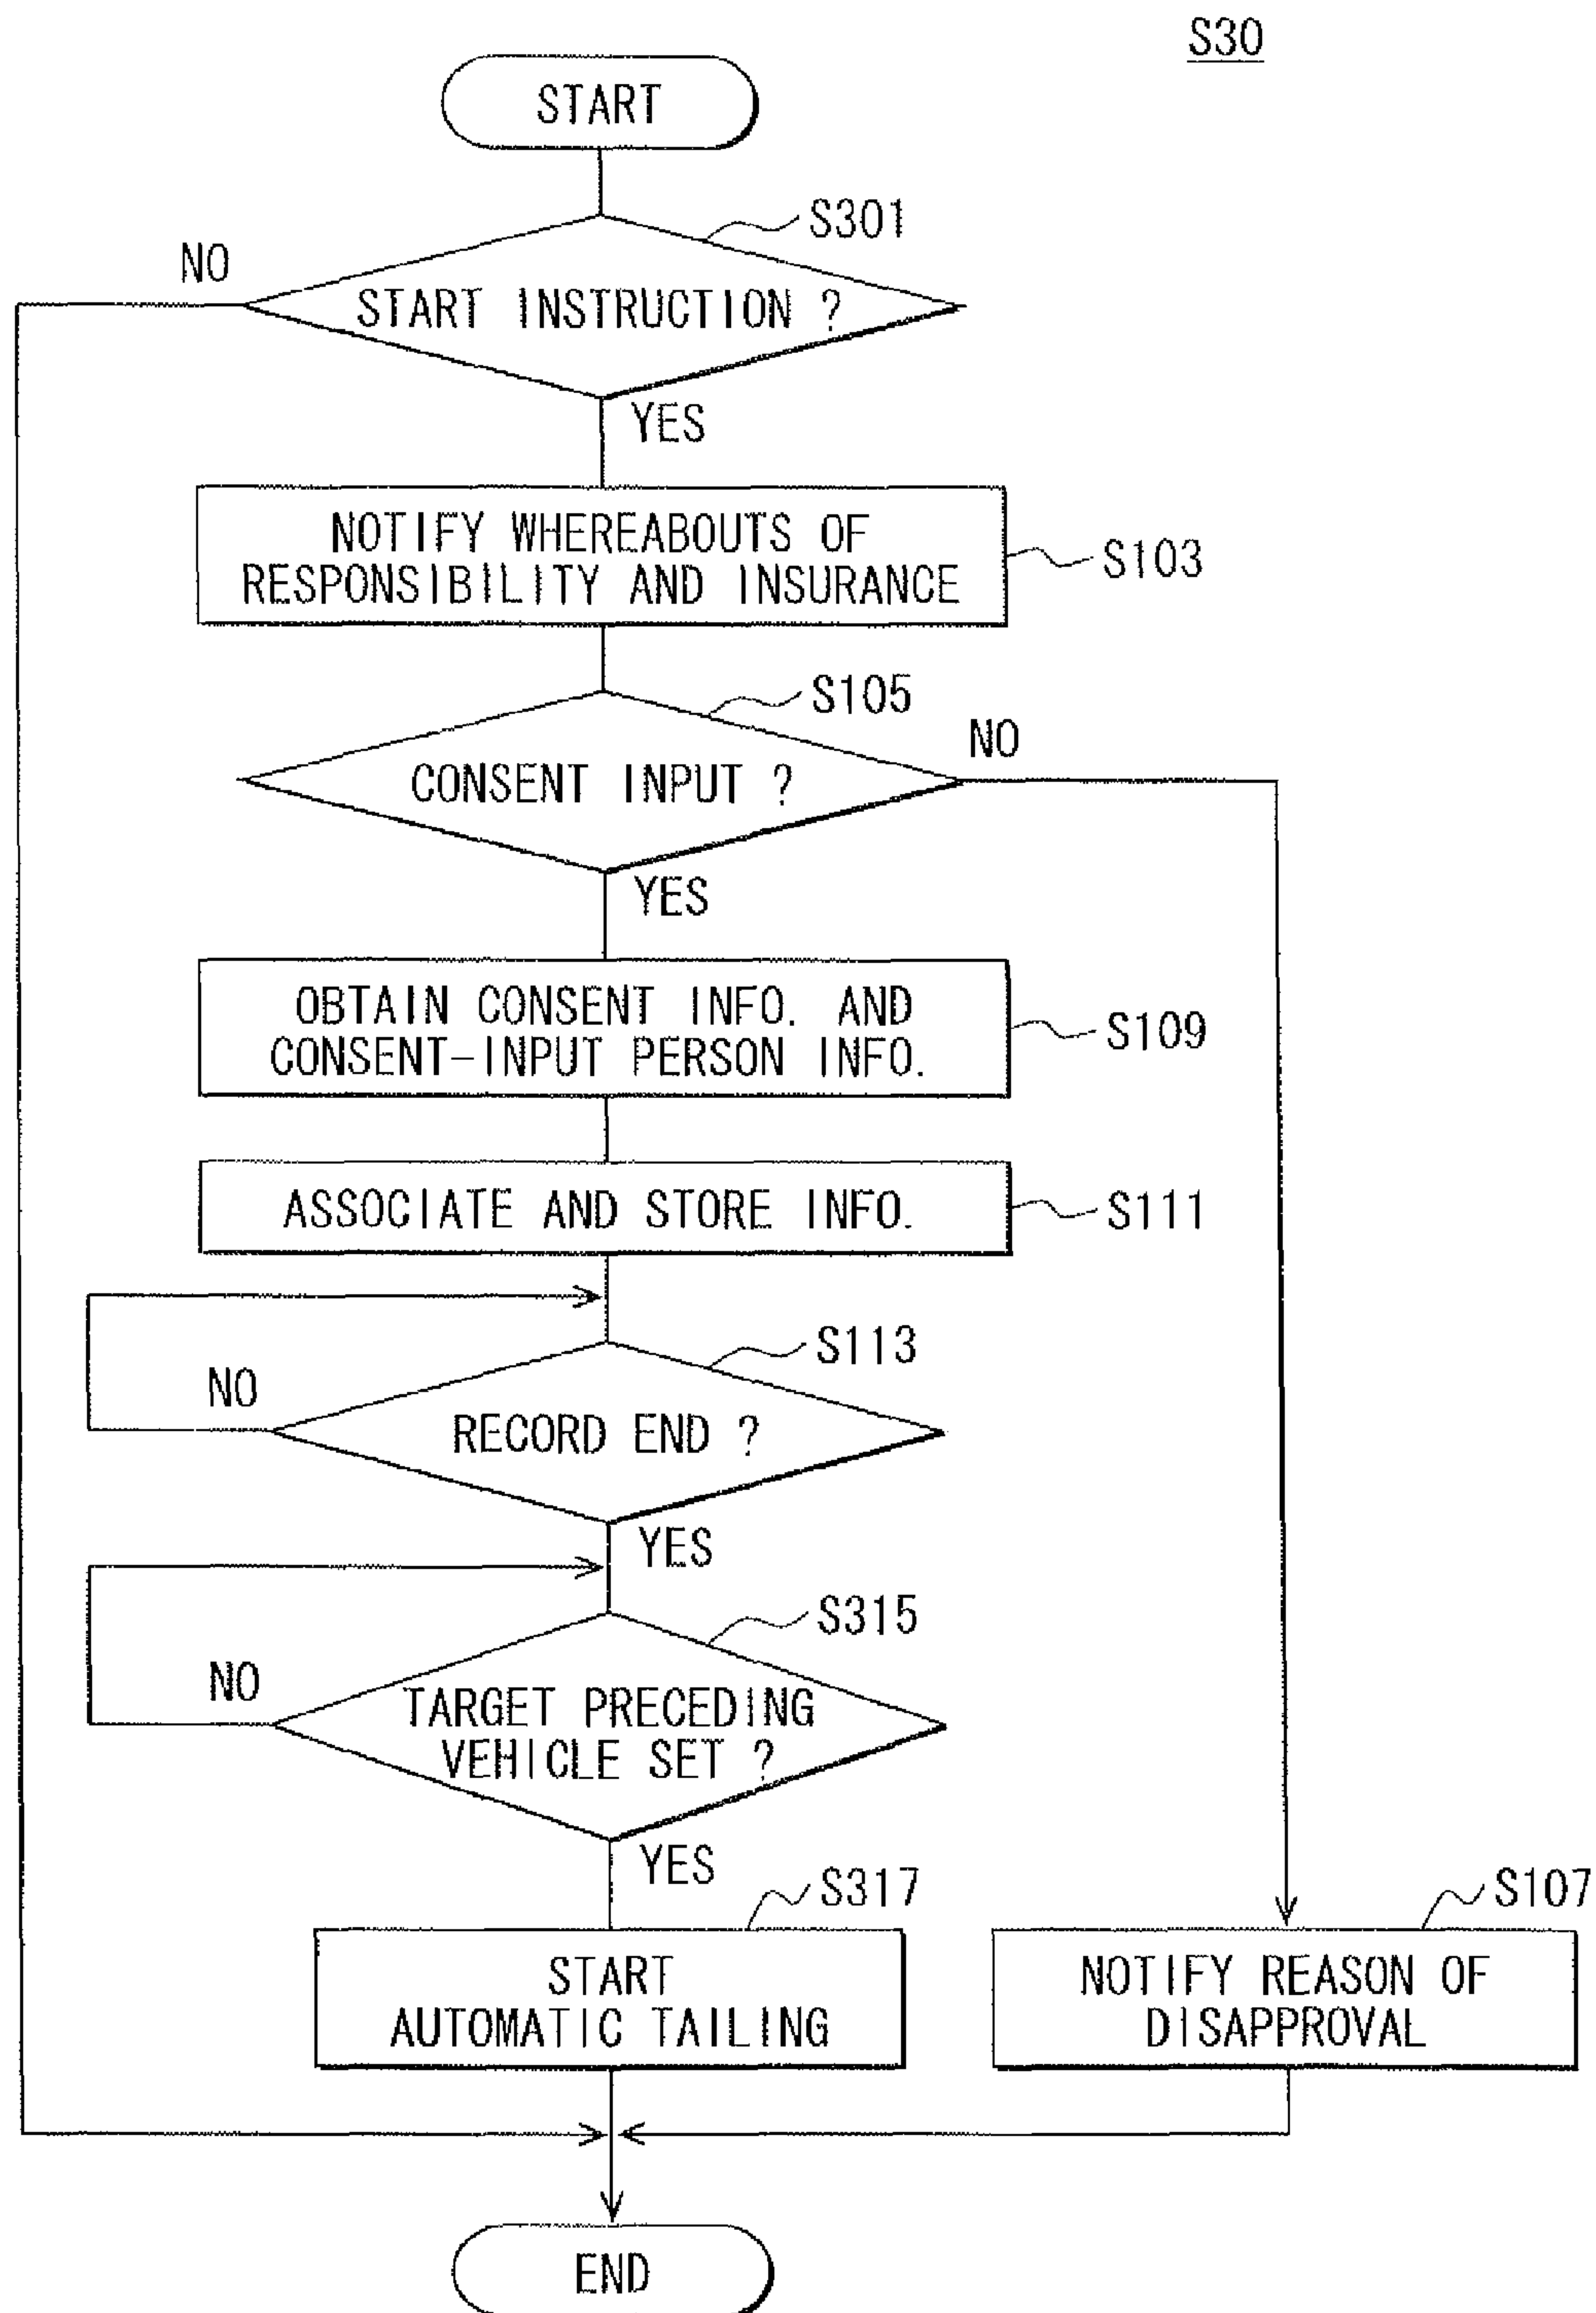 S30
START
S301
NO
START INSTRUCTION ?
YES
NOTIFY WHEREABOUTS OF
RESPONSIBILITY AND INSURANCE
S103
S105
NO
CONSENT INPUT ?
YES
OBTAIN CONSENT INFO. AND
CONSENT-INPUT PERSON INFO.
S109
ASSOCIATE AND STORE INFO.
S111
S113
NO
RECORD END ?
YES
S315
NO
TARGET PRECEDING
VEHICLE SET ?
YES
S317
START
AUTOMATIC TAILING
S107
NOTIFY REASON OF
DISAPPROVAL
END